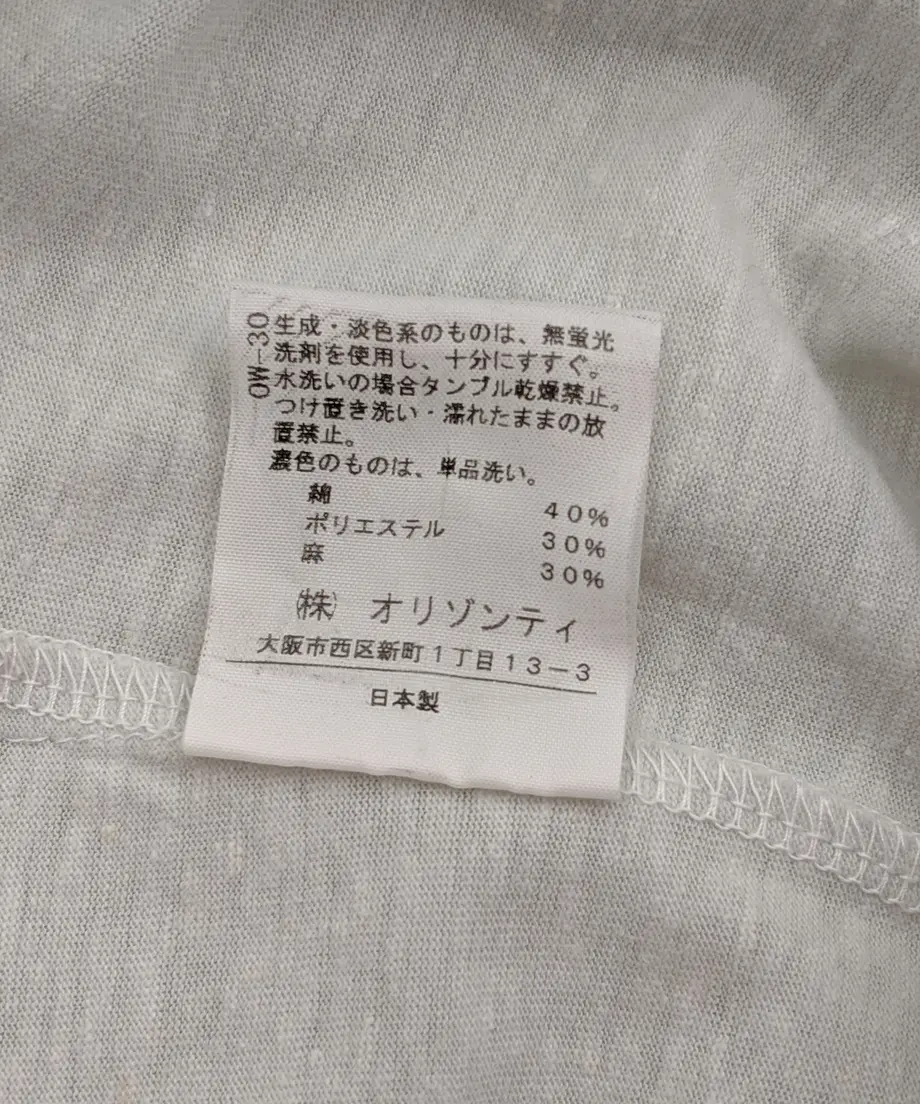 OW-30
生成・淡色系のものは、無蛍光
洗剤を使用し、十分にすすぐ。
水洗いの場合タンブル乾燥禁止。
つけ置き洗い・濡れたままの放
置禁止。
濃色のものは、単品洗い。
綿 40%
ポリエステル 30%
麻 30%
㈱ オリゾンティ
大阪市西区新町1丁目13-3
日本製